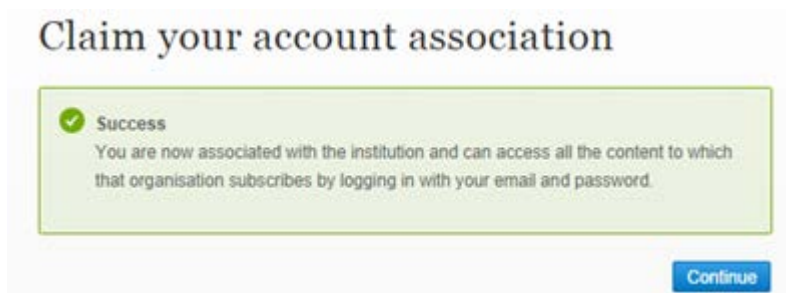 Claim your account association
Success
You are now associated with the institution and can access all the content to which
that organisation subscribes by logging in with your email and password.
Continue